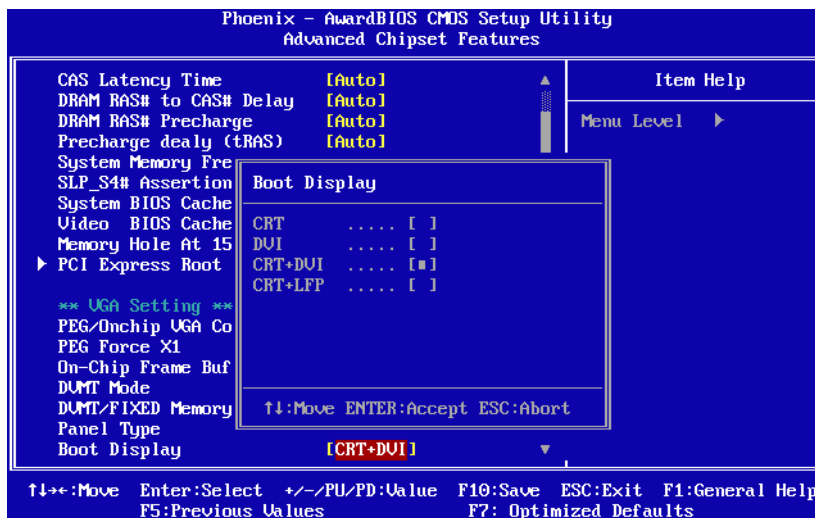 Phoenix - AwardBIOS CMOS Setup Utility
Advanced Chipset Features
CAS Latency Time [Auto]
DRAM RAS# to CAS# Delay [Auto]
DRAM RAS# Precharge [Auto]
Precharge dealy (tRAS) [Auto]
System Memory Fre
SLP_S4# Assertion
System BIOS Cache
Video BIOS Cache
Memory Hole At 15
PCI Express Root
** VGA Setting **
PEG/Onchip VGA Co
PEG Force X1
On-Chip Frame Buf
DVMT Mode
DVMT/FIXED Memory
Panel Type
Boot Display [CRT+DVI]
Boot Display
CRT ..... [ ]
DVI ..... [ ]
CRT+DVI ..... [■]
CRT+LFP ..... [ ]
↑↓:Move ENTER:Accept ESC:Abort
Item Help
Menu Level ▶
↑↓→←:Move Enter:Select +/-/PU/PD:Value F10:Save ESC:Exit F1:General Help
F5:Previous Values F7: Optimized Defaults